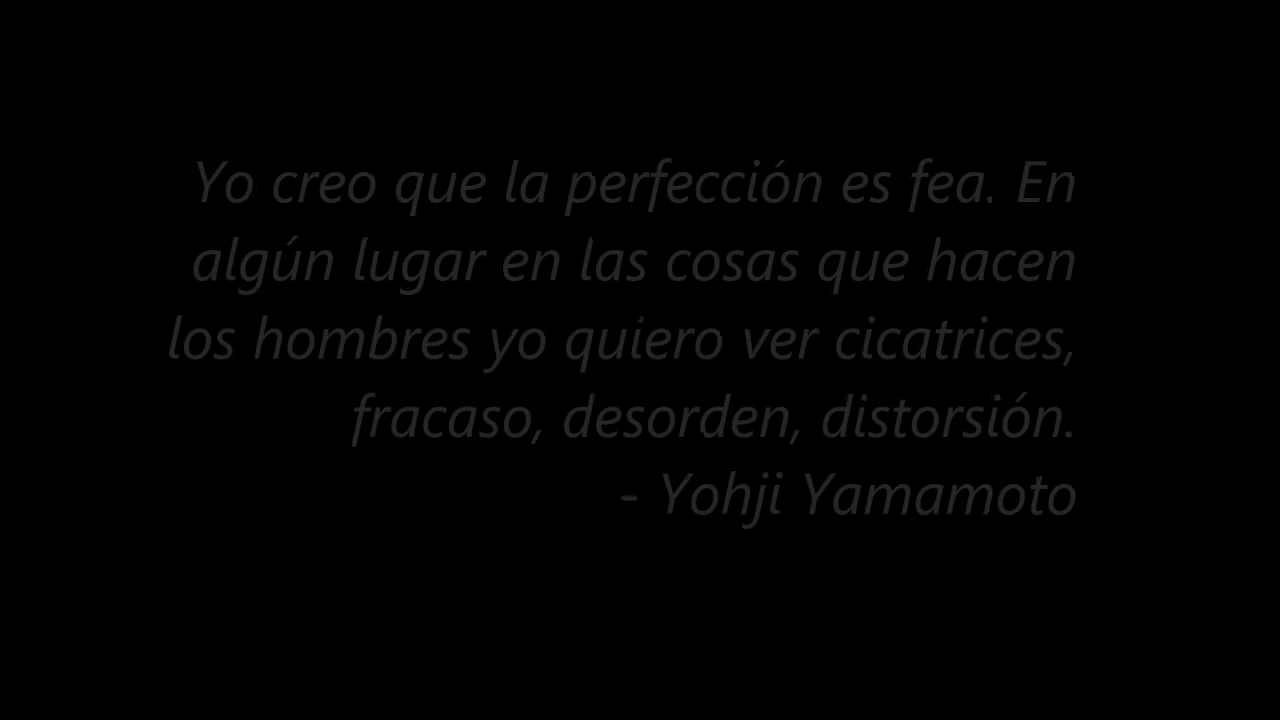 Yo creo que la perfección es fea. En
algún lugar en las cosas que hacen
los hombres yo quiero ver cicatrices,
fracaso, desorden, distorsión.
- Yohji Yamamoto